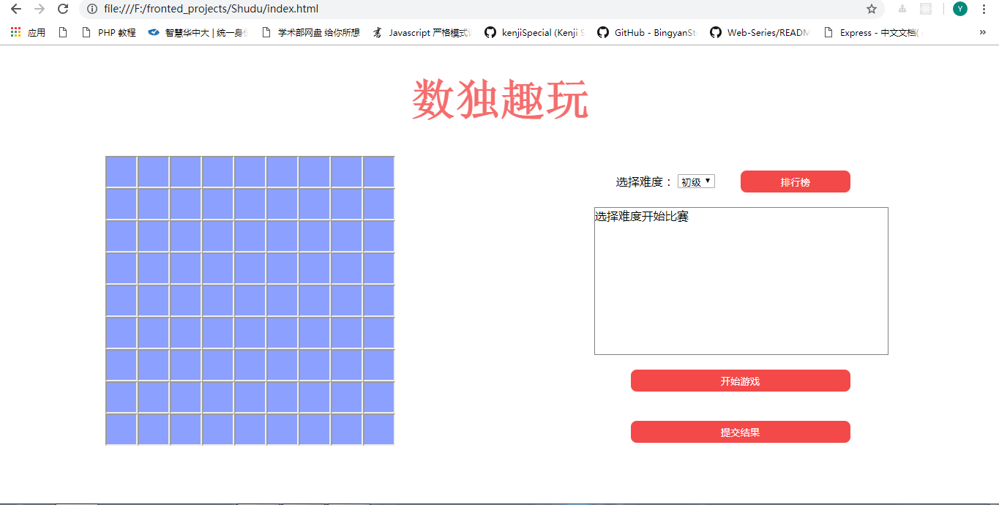 file:///F:/fronted_projects/Shudu/index.html
Y
应用 PHP 教程 智慧华中大 | 统一身 学术部网盘 给你所想 Javascript 严格模式 kenjiSpecial (Kenji GitHub - BingyanSt Web-Series/READM Express - 中文文档(
数独趣玩
选择难度： 初级 排行榜
选择难度开始比赛
开始游戏
提交结果